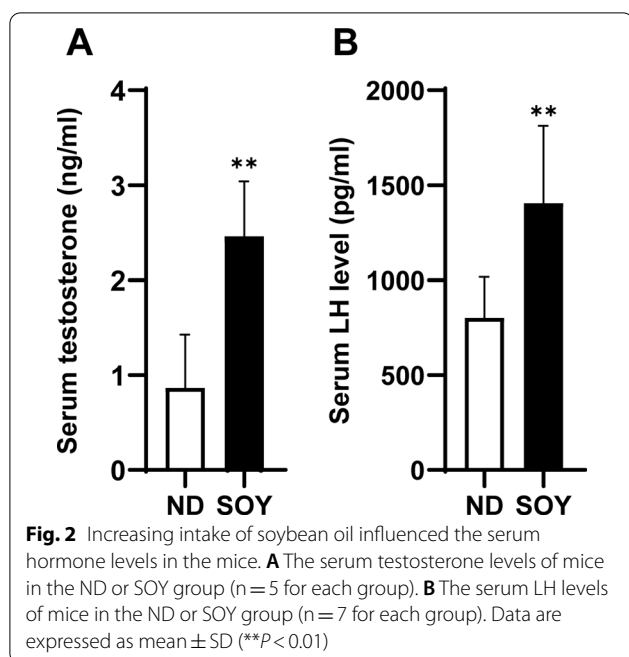 A
B
Serum testosterone (ng/ml)
4
3
2
1
0
**
ND SOY
Serum LH level (pg/ml)
2000
1500
1000
500
0
**
ND SOY
Fig. 2 Increasing intake of soybean oil influenced the serum
hormone levels in the mice. A The serum testosterone levels of mice
in the ND or SOY group (n = 5 for each group). B The serum LH levels
of mice in the ND or SOY group (n = 7 for each group). Data are
expressed as mean ± SD (**P < 0.01)